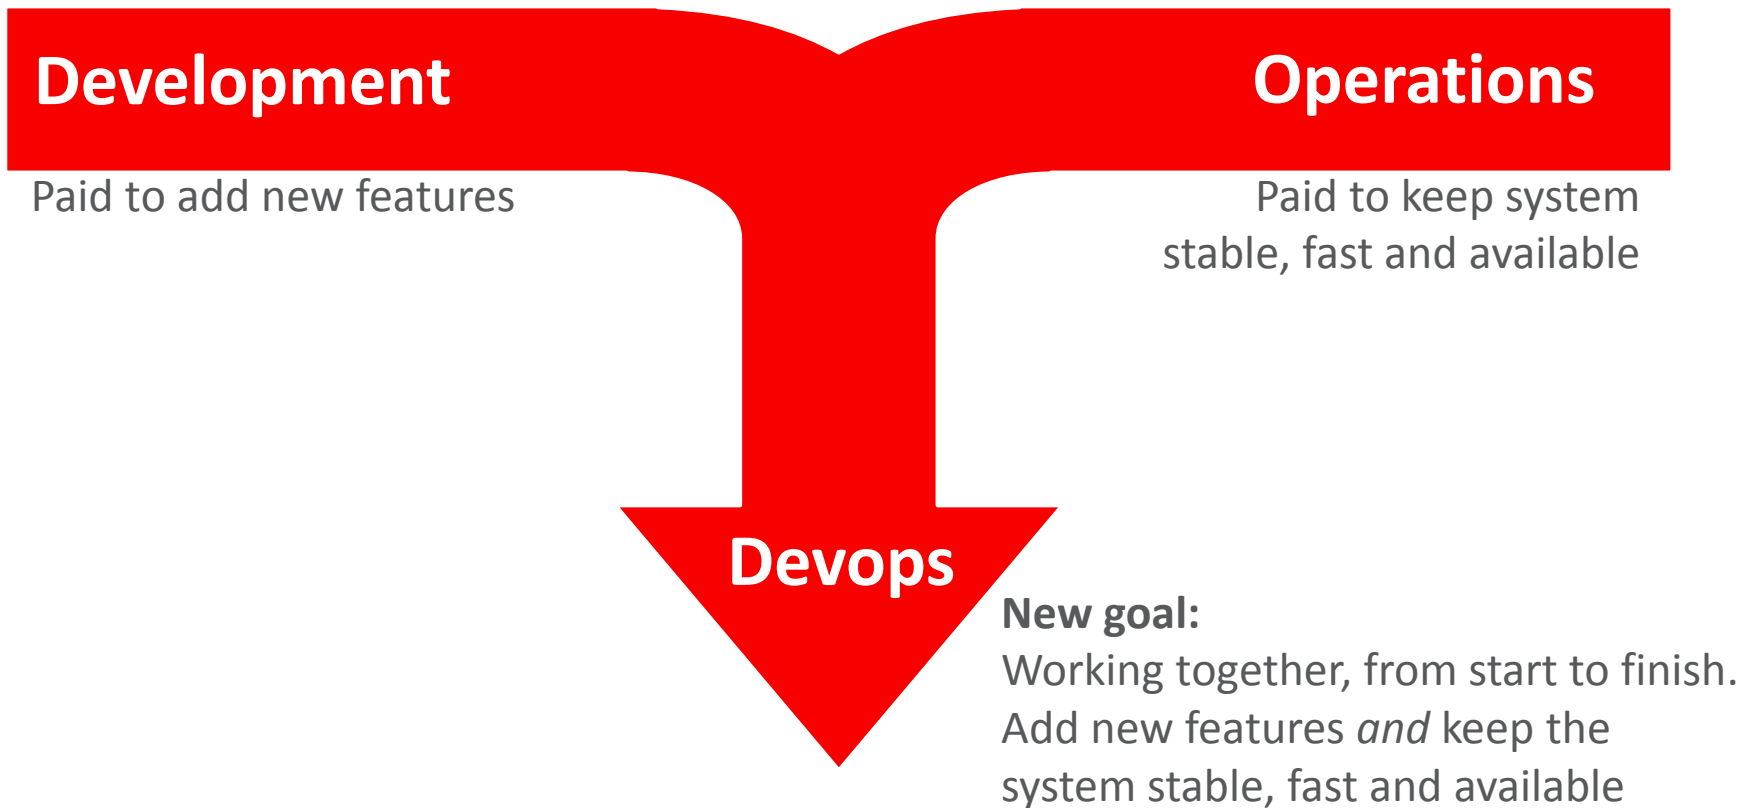 Development
Operations
Paid to add new features
Paid to keep system
stable, fast and available
Devops
New goal:
Working together, from start to finish.
Add new features and keep the
system stable, fast and available